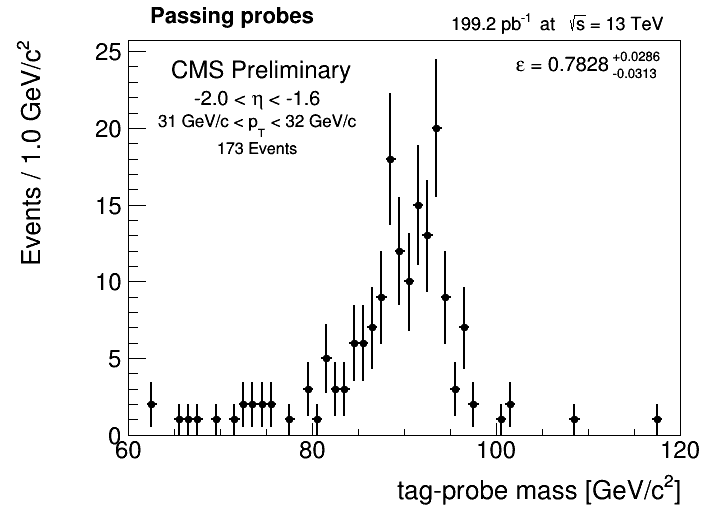 Passing probes
199.2 pb⁻¹ at √s = 13 TeV
CMS Preliminary
-2.0 < η < -1.6
31 GeV/c < p_T < 32 GeV/c
173 Events
ε = 0.7828 +0.0286 -0.0313
Events / 1.0 GeV/c²
25
20
15
10
5
0
60 80 100 120
tag-probe mass [GeV/c²]